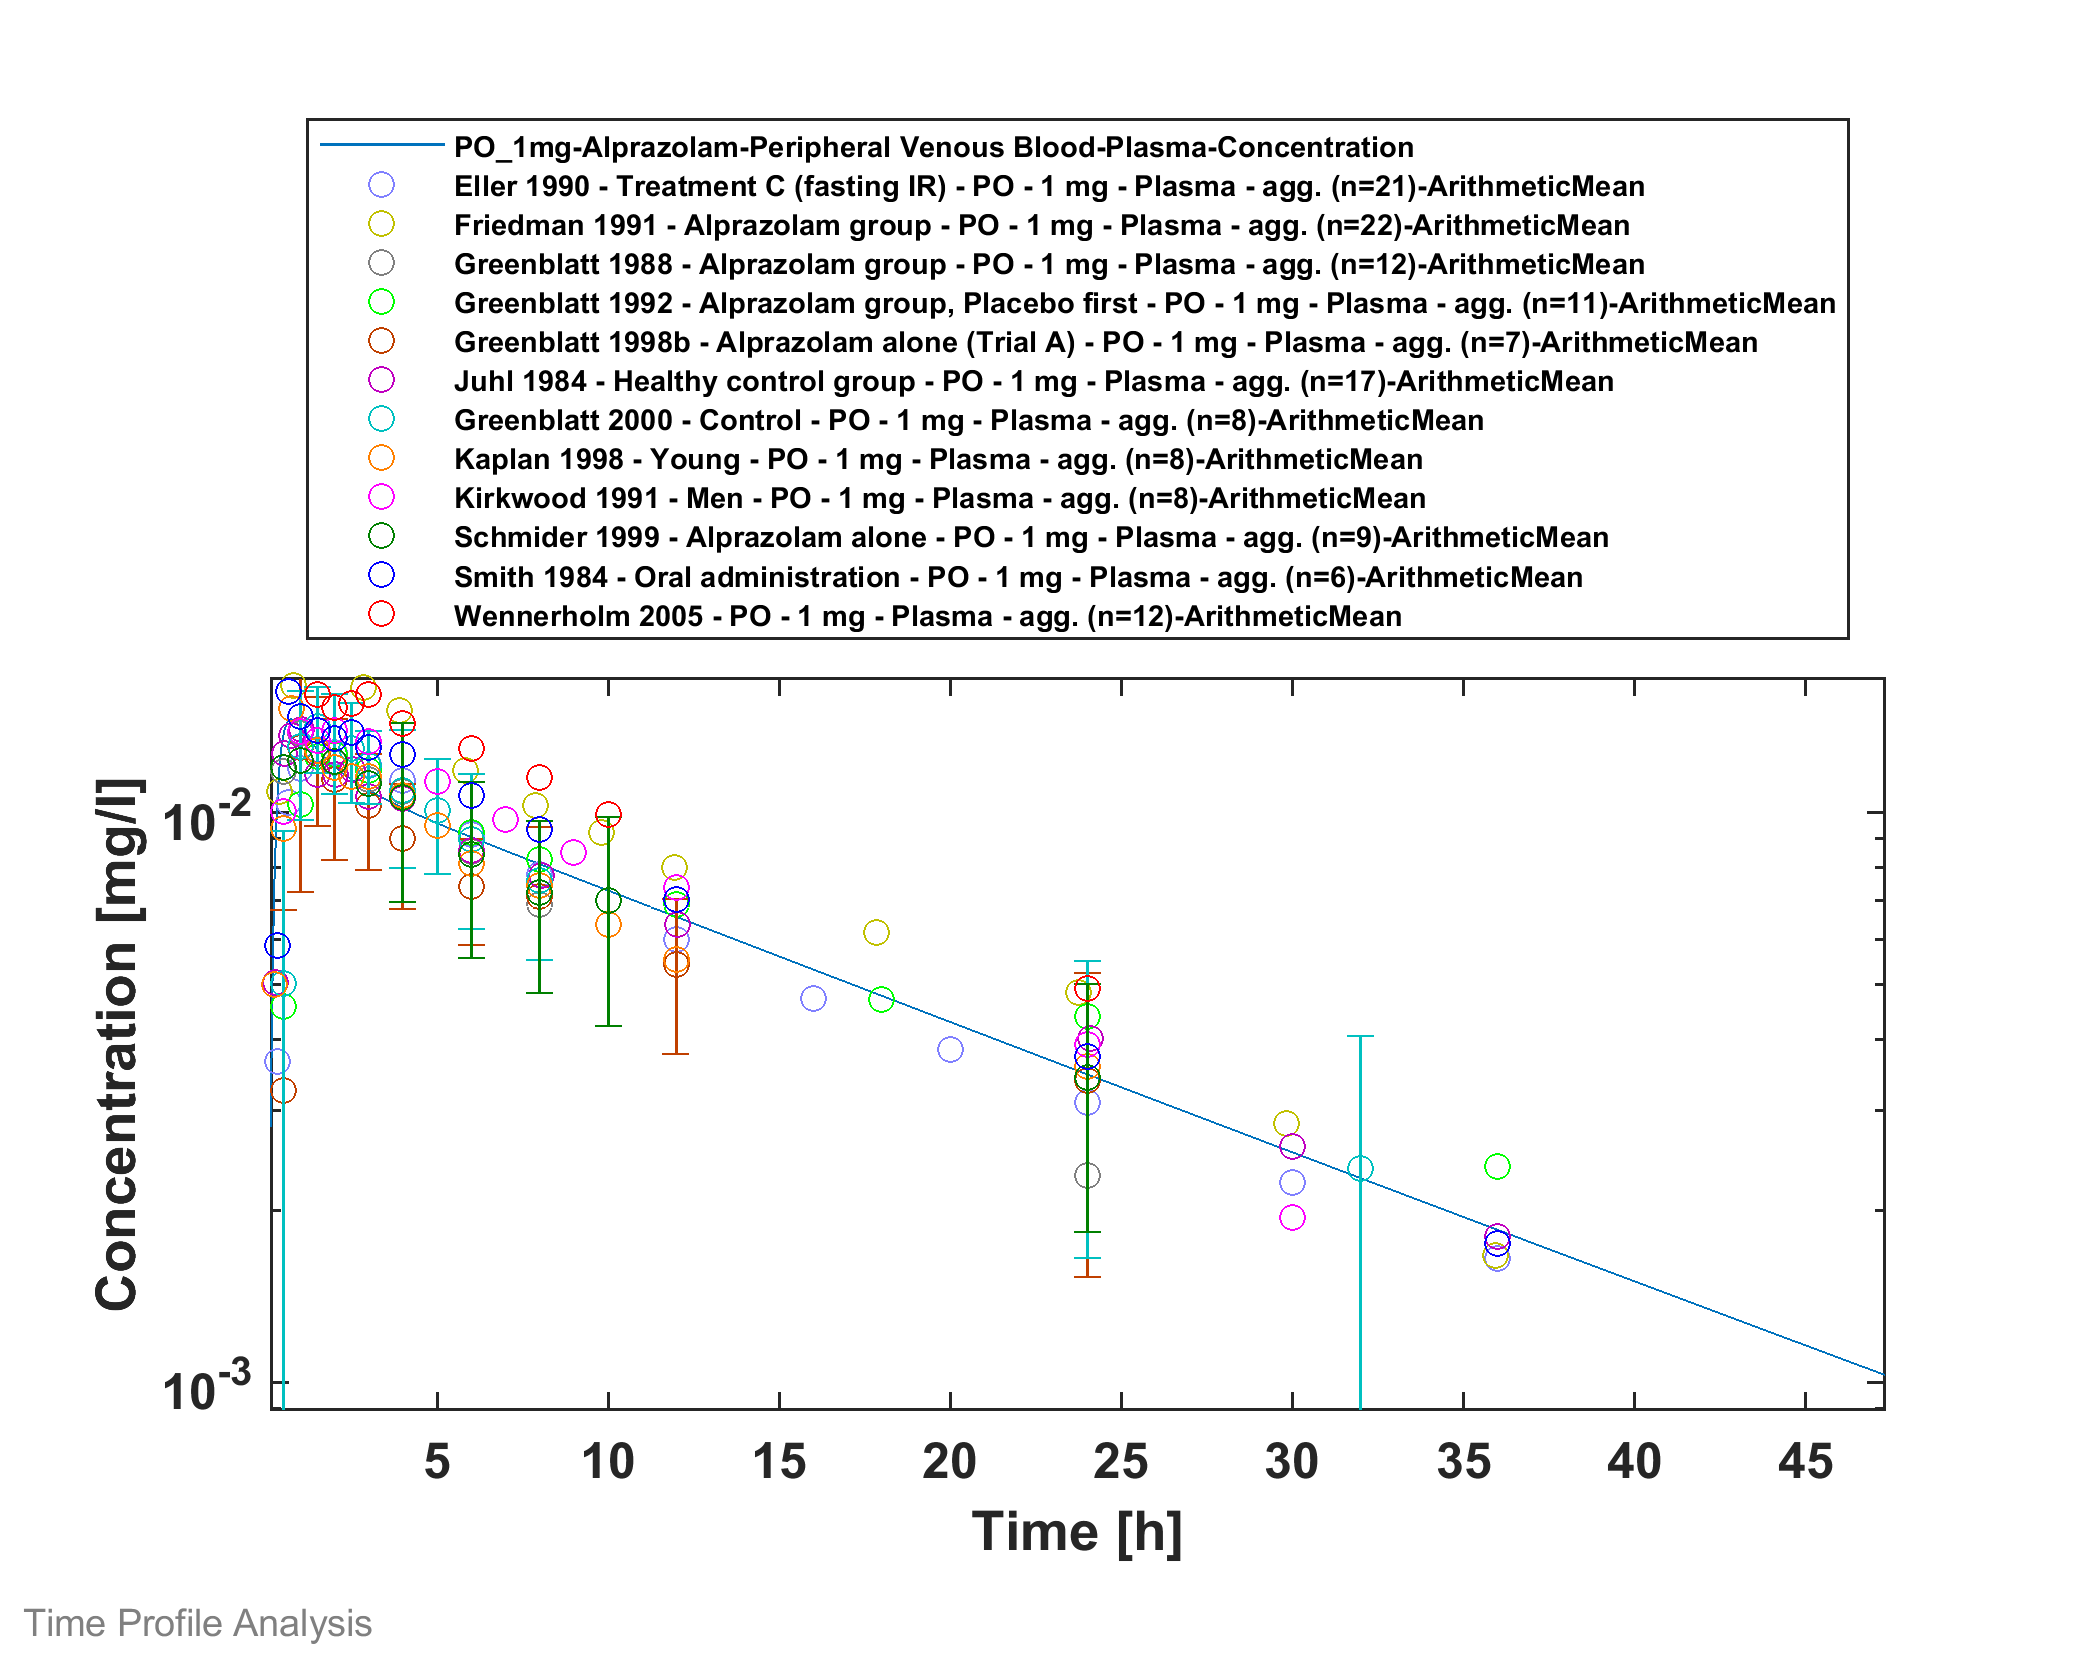 PO_1mg-Alprazolam-Peripheral Venous Blood-Plasma-Concentration
Eller 1990 - Treatment C (fasting IR) - PO - 1 mg - Plasma - agg. (n=21)-ArithmeticMean
Friedman 1991 - Alprazolam group - PO - 1 mg - Plasma - agg. (n=22)-ArithmeticMean
Greenblatt 1988 - Alprazolam group - PO - 1 mg - Plasma - agg. (n=12)-ArithmeticMean
Greenblatt 1992 - Alprazolam group, Placebo first - PO - 1 mg - Plasma - agg. (n=11)-ArithmeticMean
Greenblatt 1998b - Alprazolam alone (Trial A) - PO - 1 mg - Plasma - agg. (n=7)-ArithmeticMean
Juhl 1984 - Healthy control group - PO - 1 mg - Plasma - agg. (n=17)-ArithmeticMean
Greenblatt 2000 - Control - PO - 1 mg - Plasma - agg. (n=8)-ArithmeticMean
Kaplan 1998 - Young - PO - 1 mg - Plasma - agg. (n=8)-ArithmeticMean
Kirkwood 1991 - Men - PO - 1 mg - Plasma - agg. (n=8)-ArithmeticMean
Schmider 1999 - Alprazolam alone - PO - 1 mg - Plasma - agg. (n=9)-ArithmeticMean
Smith 1984 - Oral administration - PO - 1 mg - Plasma - agg. (n=6)-ArithmeticMean
Wennerholm 2005 - PO - 1 mg - Plasma - agg. (n=12)-ArithmeticMean
Concentration [mg/l]
10-2
10-3
5 10 15 20 25 30 35 40 45
Time [h]
Time Profile Analysis